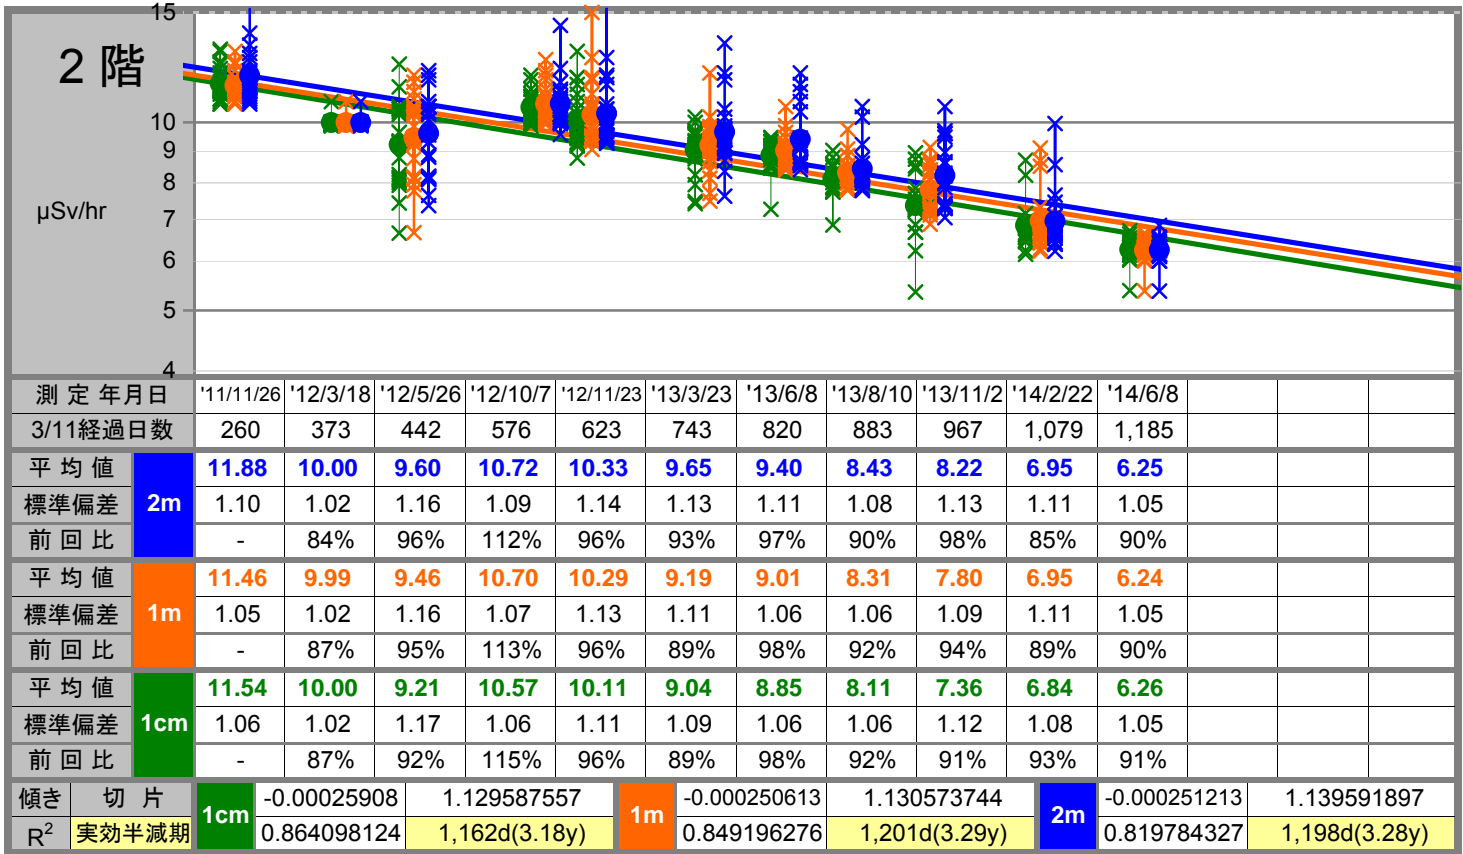 15
2 階
10
9
8
μSv/hr
7
6
5
4
測 定 年月日 '11/11/26 '12/3/18 '12/5/26 '12/10/7 '12/11/23 '13/3/23 '13/6/8 '13/8/10 '13/11/2 '14/2/22 '14/6/8
3/11経過日数 260 373 442 576 623 743 820 883 967 1,079 1,185
2m
平 均 値 11.88 10.00 9.60 10.72 10.33 9.65 9.40 8.43 8.22 6.95 6.25
標準偏差 1.10 1.02 1.16 1.09 1.14 1.13 1.11 1.08 1.13 1.11 1.05
前 回 比 - 84% 96% 112% 96% 93% 97% 90% 98% 85% 90%
1m
平 均 値 11.46 9.99 9.46 10.70 10.29 9.19 9.01 8.31 7.80 6.95 6.24
標準偏差 1.05 1.02 1.16 1.07 1.13 1.11 1.06 1.06 1.09 1.11 1.05
前 回 比 - 87% 95% 113% 96% 89% 98% 92% 94% 89% 90%
1cm
平 均 値 11.54 10.00 9.21 10.57 10.11 9.04 8.85 8.11 7.36 6.84 6.26
標準偏差 1.06 1.02 1.17 1.06 1.11 1.09 1.06 1.06 1.12 1.08 1.05
前 回 比 - 87% 92% 115% 96% 89% 98% 92% 91% 93% 91%
傾き 切 片 1cm -0.00025908 1.129587557 1m -0.000250613 1.130573744 2m -0.000251213 1.139591897
R² 実効半減期 0.864098124 1,162d(3.18y) 0.849196276 1,201d(3.29y) 0.819784327 1,198d(3.28y)